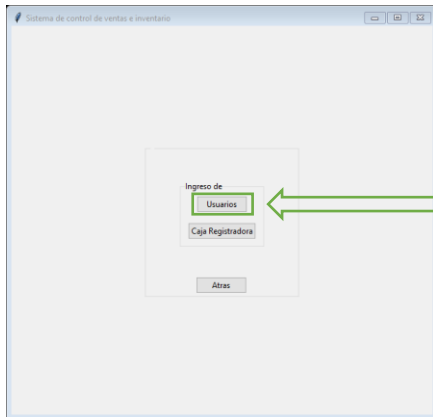 Sistema de control de ventas e inventario
Ingreso de
Usuarios
Caja Registradora
Atras